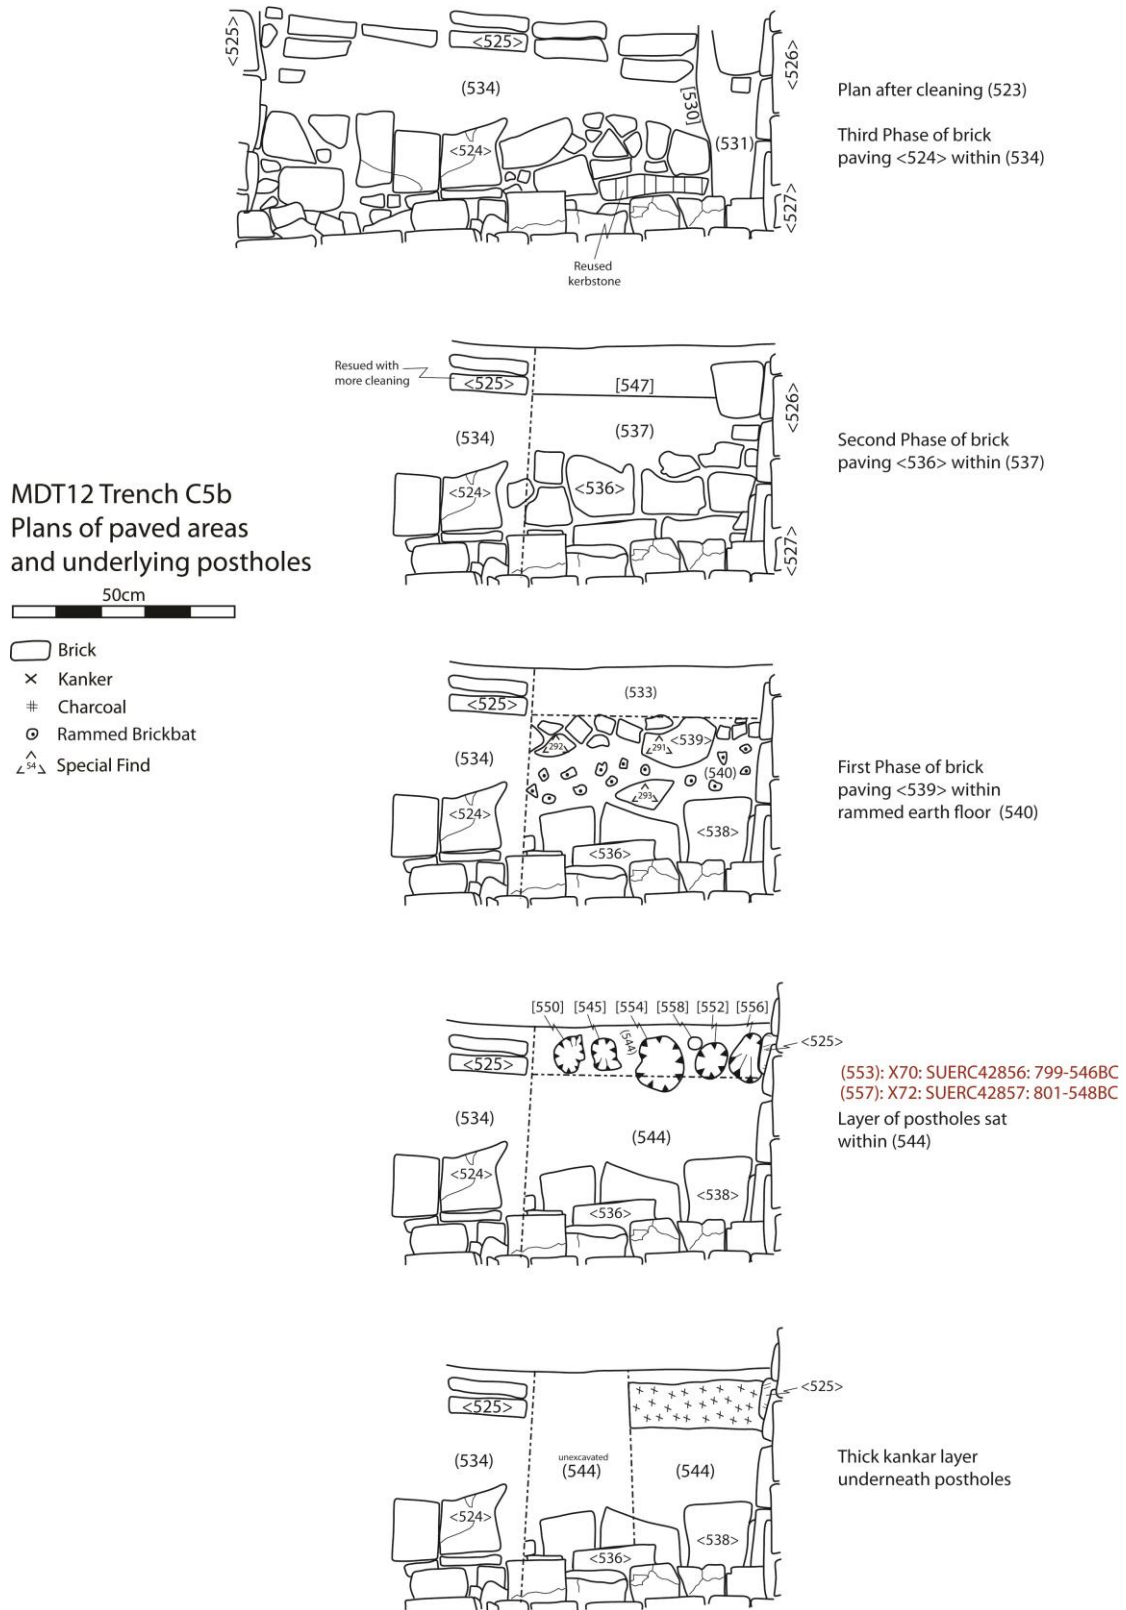 <525>
<525>
(534)
[530]
(531)
<526>
<527>
<524>
Reused
kerbstone
Plan after cleaning (523)
Third Phase of brick
paving <524> within (534)
Resued with
more cleaning
<525>
[547]
<526>
(534)
(537)
<524>
<536>
<527>
Second Phase of brick
paving <536> within (537)
MDT12 Trench C5b
Plans of paved areas
and underlying postholes
50cm
Brick
Kanker
Charcoal
Rammed Brickbat
54 Special Find
(533)
<525>
292
291
<539>
(534)
(540)
293
<524>
<538>
<536>
First Phase of brick
paving <539> within
rammed earth floor (540)
[550] [545] [554] [558] [552] [556]
(544)
<525>
<525>
(534)
(544)
<524>
<538>
<536>
(553): X70: SUERC42856: 799-546BC
(557): X72: SUERC42857: 801-548BC
Layer of postholes sat
within (544)
<525>
<525>
(534)
unexcavated
(544)
(544)
<524>
<538>
<536>
Thick kankar layer
underneath postholes